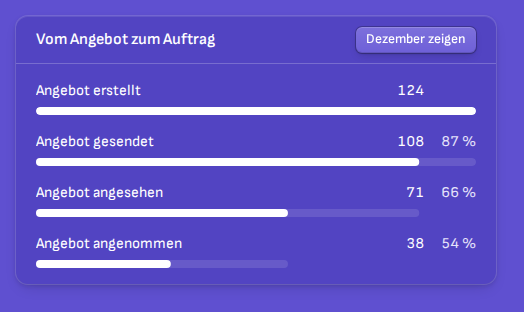 Vom Angebot zum Auftrag Dezember zeigen
Angebot erstellt 124
Angebot gesendet 108 87 %
Angebot angesehen 71 66 %
Angebot angenommen 38 54 %